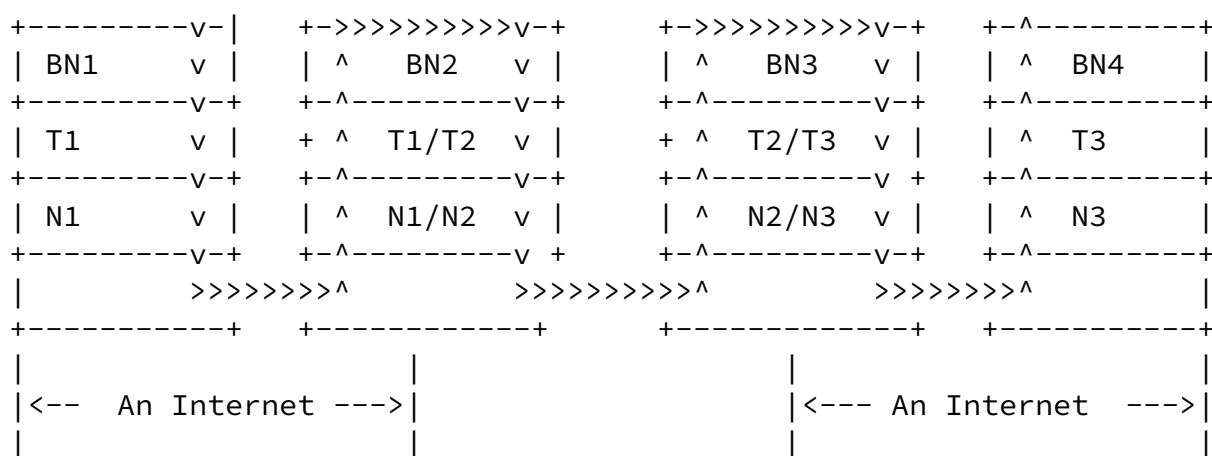 +---------v-|   +->>>>>>>>>>v-+     +->>>>>>>>>>v-+   +-^---------+
| BN1     v |   | ^   BN2   v |     | ^   BN3   v |   | ^  BN4    |
+---------v-+   +-^---------v-+     +-^---------v-+   +-^---------+
| T1      v |   + ^  T1/T2  v |     + ^  T2/T3  v |   | ^  T3     |
+---------v-+   +-^---------v-+     +-^---------v +   +-^---------+
| N1      v |   | ^  N1/N2  v |     | ^  N2/N3  v |   | ^  N3     |
+---------v-+   +-^---------v +     +-^---------v-+   +-^---------+
|         >>>>>>>>^         >>>>>>>>>>^         >>>>>>>>^         |
+-----------+   +------------+      +-------------+   +-----------+
|                     |                    |                      |
|<--  An Internet --->|                    |<--- An Internet  --->|
|                     |                    |                      |